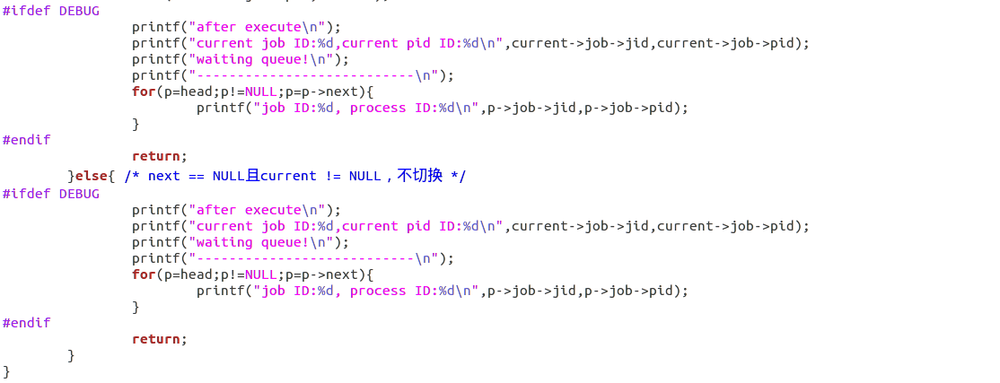 #ifdef DEBUG
                printf("after execute\n");
                printf("current job ID:%d,current pid ID:%d\n",current->job->jid,current->job->pid);
                printf("waiting queue!\n");
                printf("---------------------------\n");
                for(p=head;p!=NULL;p=p->next){
                        printf("job ID:%d, process ID:%d\n",p->job->jid,p->job->pid);
                }
#endif
                return;
        }else{ /* next == NULL且current != NULL，不切换 */
#ifdef DEBUG
                printf("after execute\n");
                printf("current job ID:%d,current pid ID:%d\n",current->job->jid,current->job->pid);
                printf("waiting queue!\n");
                printf("---------------------------\n");
                for(p=head;p!=NULL;p=p->next){
                        printf("job ID:%d, process ID:%d\n",p->job->jid,p->job->pid);
                }
#endif
                return;
        }
}